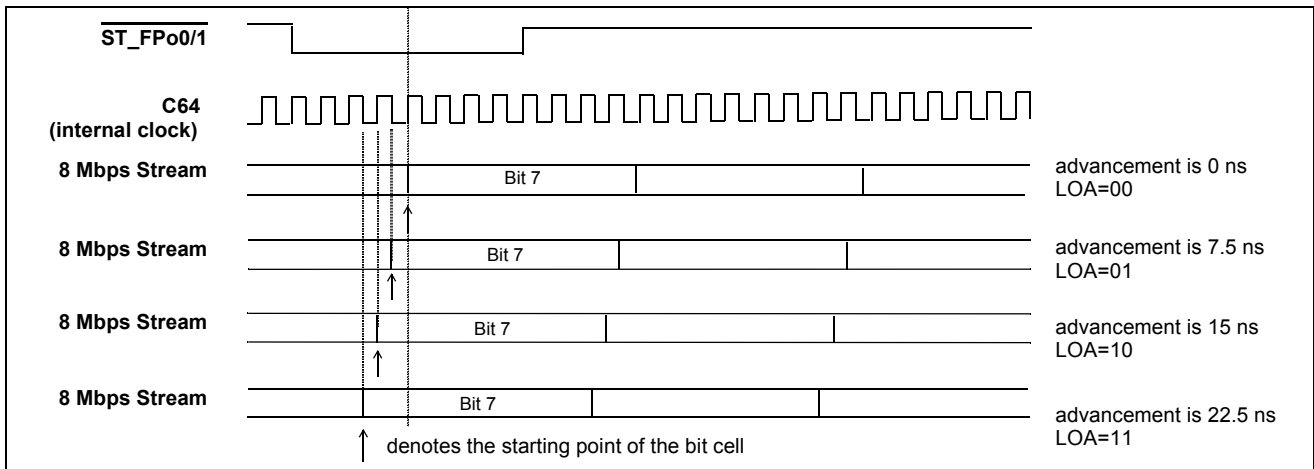 ST_FPo0/1
C64
(internal clock)
8 Mbps Stream
Bit 7
advancement is 0 ns
LOA=00
8 Mbps Stream
Bit 7
advancement is 7.5 ns
LOA=01
8 Mbps Stream
Bit 7
advancement is 15 ns
LOA=10
8 Mbps Stream
Bit 7
advancement is 22.5 ns
LOA=11
denotes the starting point of the bit cell